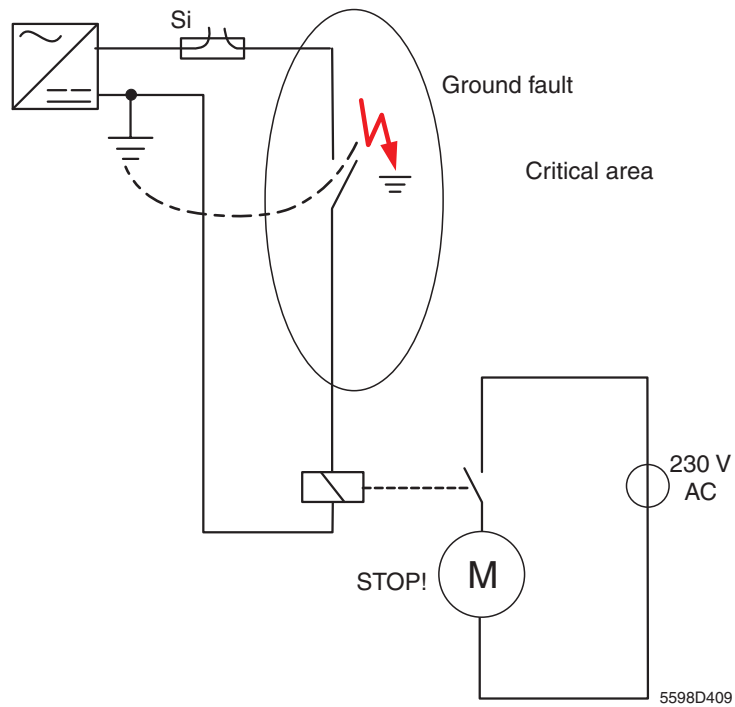 Si
Ground fault
Critical area
230 V
AC
STOP!
M
5598D409